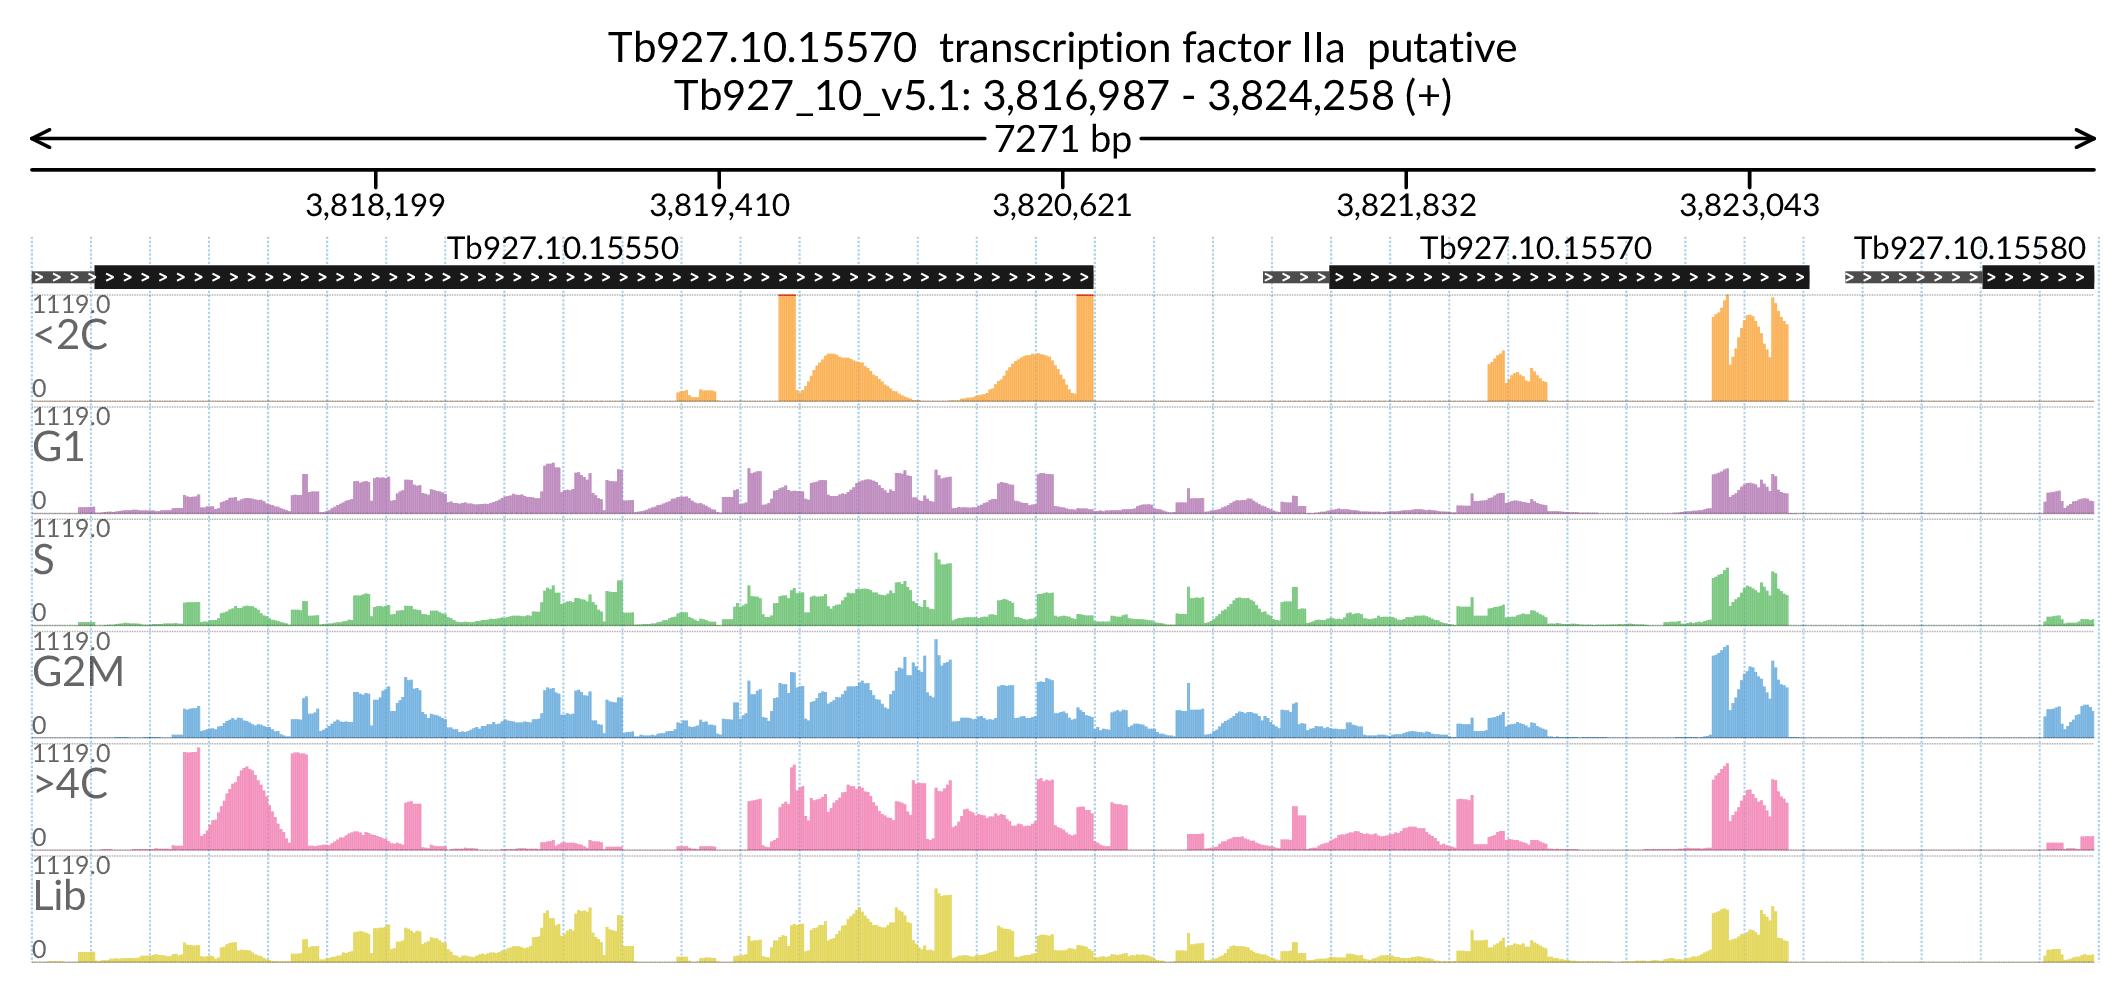 Tb927.10.15570  transcription factor IIa  putative
Tb927_10_v5.1: 3,816,987 - 3,824,258 (+)
7271 bp
3,818,199 3,819,410 3,820,621 3,821,832 3,823,043
Tb927.10.15550 Tb927.10.15570 Tb927.10.15580
1119.0
<2C
0
1119.0
G1
0
1119.0
S
0
1119.0
G2M
0
1119.0
>4C
0
1119.0
Lib
0